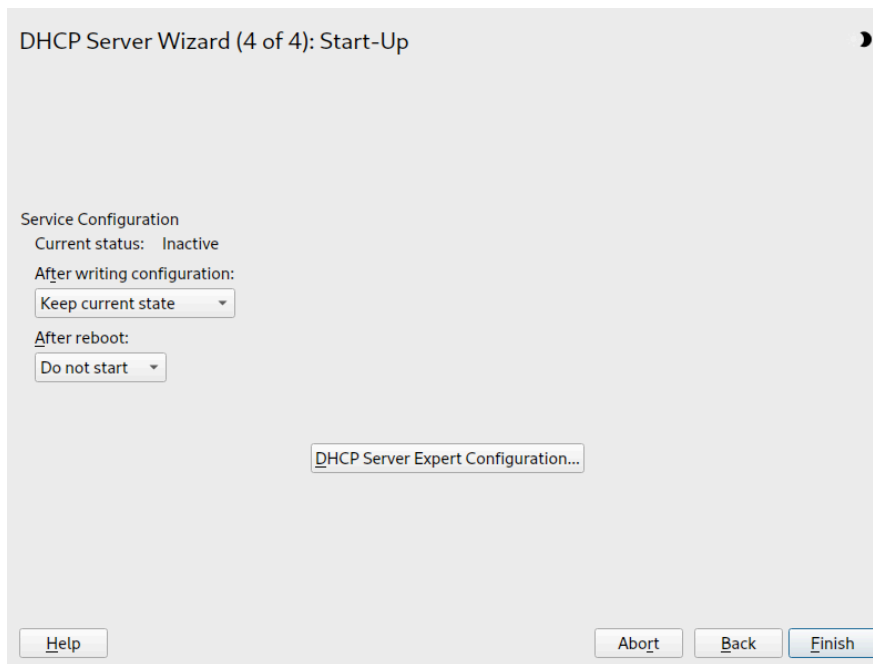 DHCP Server Wizard (4 of 4): Start-Up
Service Configuration
Current status: Inactive
After writing configuration:
Keep current state
After reboot:
Do not start
DHCP Server Expert Configuration...
Help Abort Back Finish